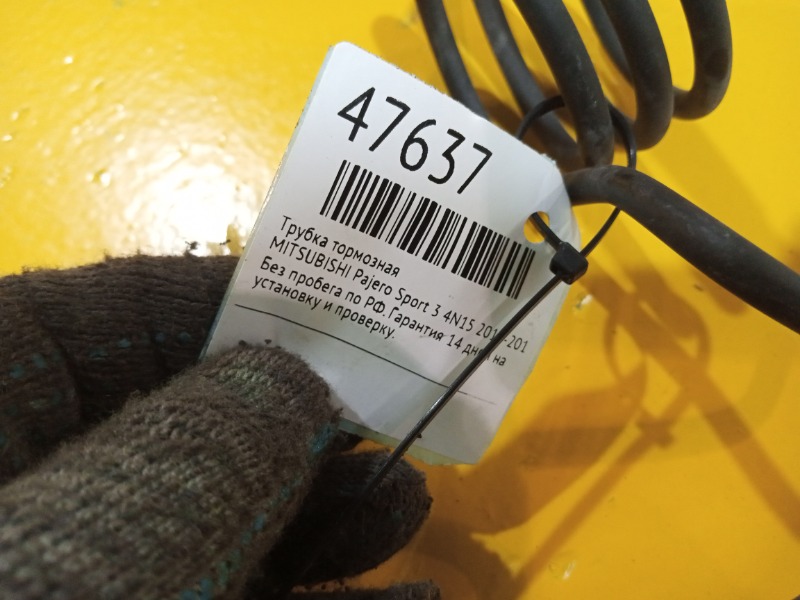 47637
Трубка тормозная
MITSUBISHI Pajero Sport 3 4N15
Без пробега по РФ. Гарантия 14 дней на
установку и проверку.